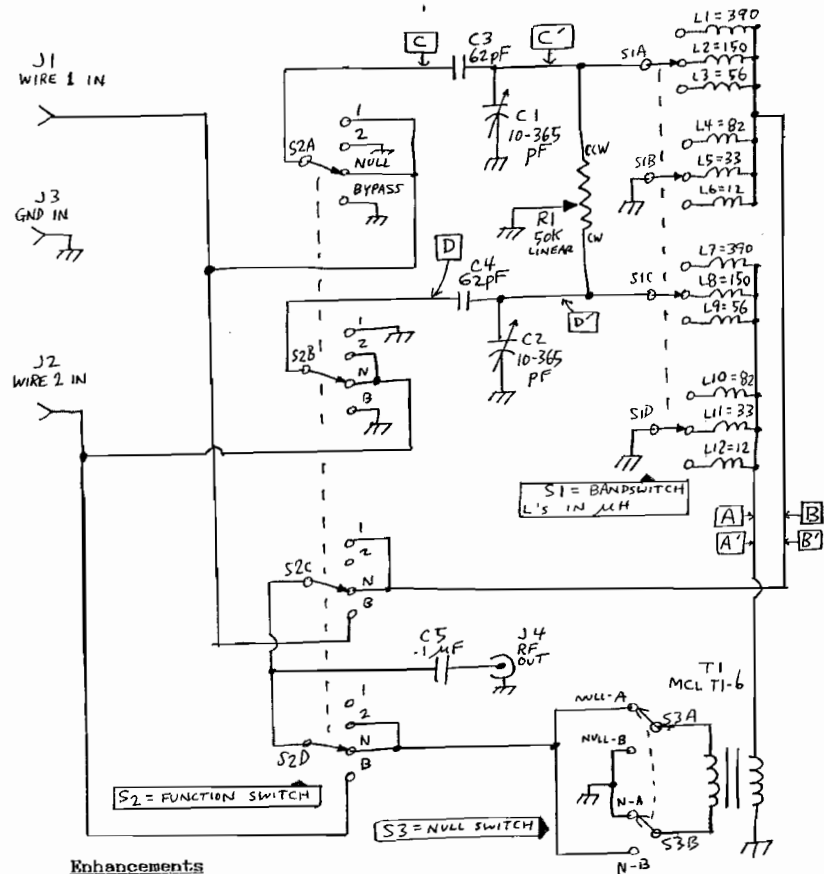 J1
WIRE 1 IN
J3
GND IN
J2
WIRE 2 IN
C
C3
62pF
C'
C1
10-365
pF
S2A
1
2
NULL
BYPASS
CCW
R1
50K
LINEAR
CW
S1A
S1B
S1C
S1D
L1=390
L2=150
L3=56
L4=82
L5=33
L6=12
L7=390
L8=150
L9=56
L10=82
L11=33
L12=12
D
C4
62pF
D'
C2
10-365
pF
S2B
1
2
N
B
S1 = BANDSWITCH
L'S IN μH
A
B
A'
B'
S2C
1
2
N
B
C5
.1 μF
J4
RF
OUT
T1
MCL T1-6
S2D
1
2
N
B
NULL-A
S3A
NULL-B
N-A
S3B
N-B
S2 = FUNCTION SWITCH
S3 = NULL SWITCH
Enhancements